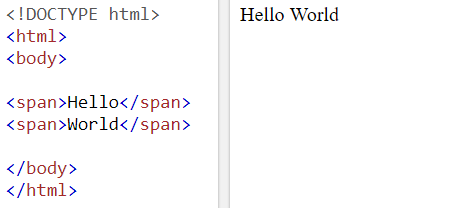 <!DOCTYPE html>
<html>
<body>
<span>Hello</span>
<span>World</span>
</body>
</html>
Hello World